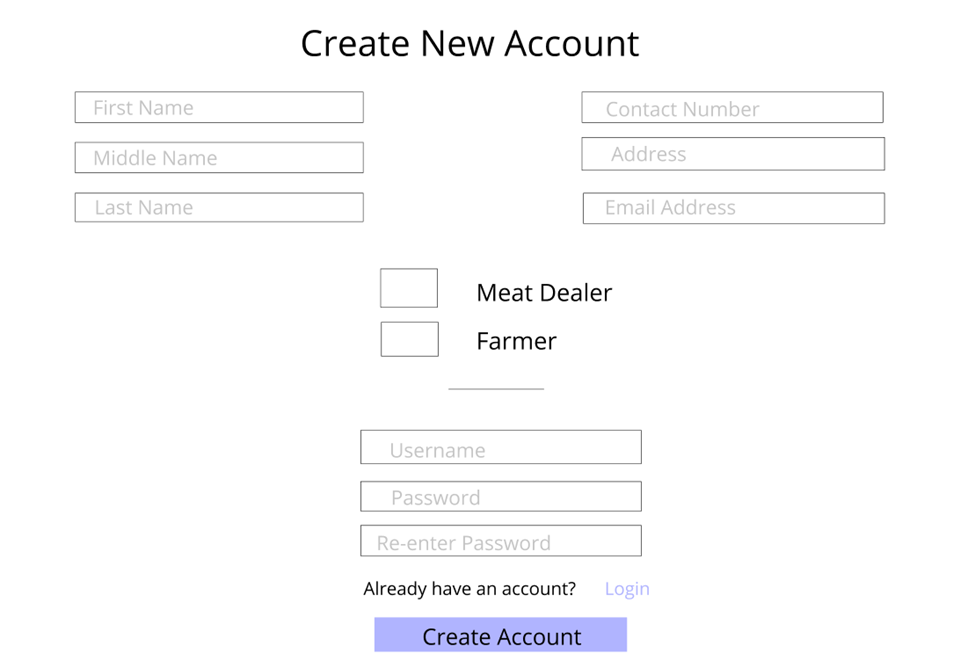 Create New Account
First Name
Middle Name
Last Name
Contact Number
Address
Email Address
Meat Dealer
Farmer
Username
Password
Re-enter Password
Already have an account? Login
Create Account